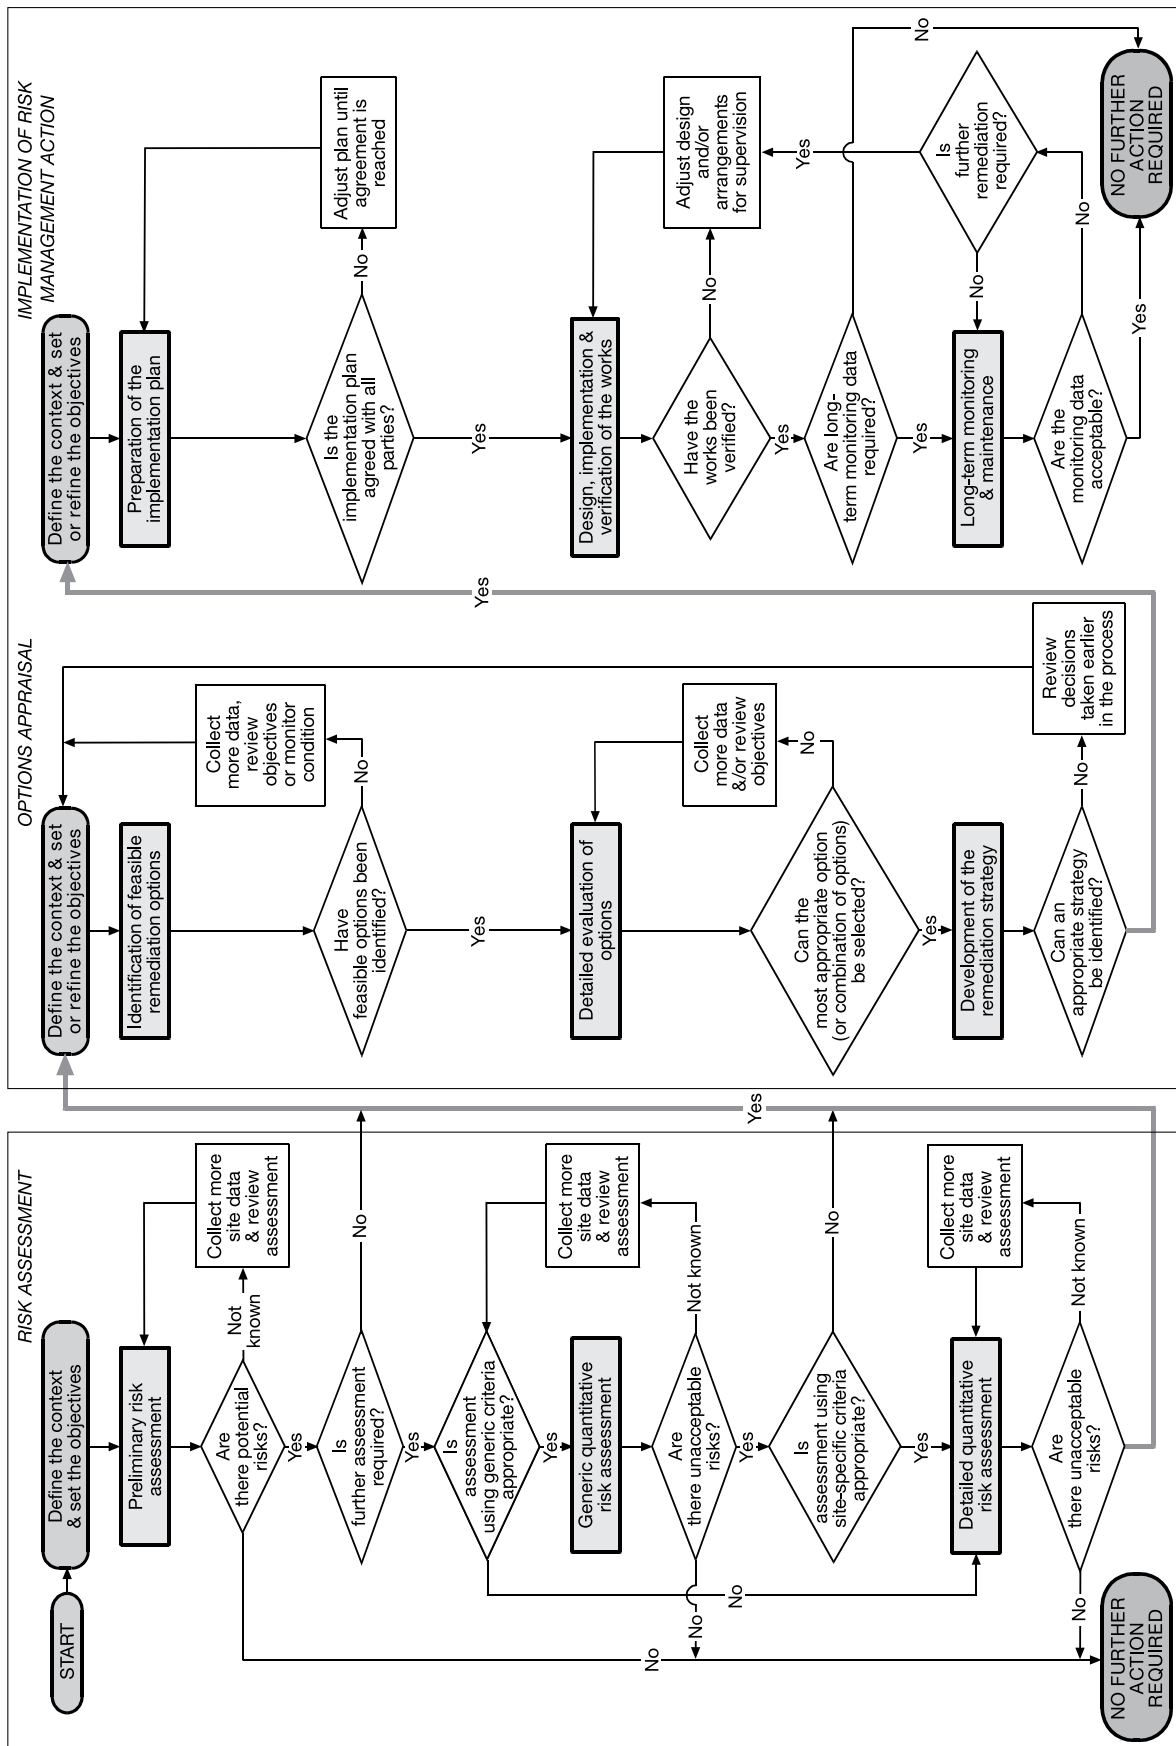 RISK ASSESSMENT
START
Define the context
& set the objectives
Preliminary risk
assessment
Are
there potential
risks?
Not
known
Collect more
site data
& review
assessment
Yes
No
Is
further assessment
required?
No
Yes
Is
assessment
using generic criteria
appropriate?
No
Yes
Generic quantitative
risk assessment
Collect more
site data
& review
assessment
Are
there unacceptable
risks?
Not known
No
Yes
Is
assessment using
site-specific criteria
appropriate?
No
Yes
Detailed quantitative
risk assessment
Collect more
site data
& review
assessment
Are
there unacceptable
risks?
Not known
No
NO FURTHER
ACTION
REQUIRED
Yes
OPTIONS APPRAISAL
Define the context & set
or refine the objectives
Identification of feasible
remediation options
Collect
more data,
review
objectives
or monitor
condition
Have
feasible options been
identified?
No
Yes
Detailed evaluation of
options
Collect
more data
&/or review
objectives
Can the
most appropriate option
(or combination of options)
be selected?
No
Yes
Development of the
remediation strategy
Can an
appropriate strategy
be identified?
No
Review
decisions
taken earlier
in the process
Yes
IMPLEMENTATION OF RISK
MANAGEMENT ACTION
Define the context & set
or refine the objectives
Preparation of the
implementation plan
Is the
implementation plan
agreed with all
parties?
No
Adjust plan until
agreement is
reached
Yes
Design, implementation &
verification of the works
Have the
works been
verified?
No
Adjust design
and/or
arrangements
for supervision
Yes
Are long-
term monitoring data
required?
No
Yes
Long-term monitoring
& maintenance
Is
further
remediation
required?
Yes
No
Are the
monitoring data
acceptable?
No
Yes
NO FURTHER
ACTION
REQUIRED